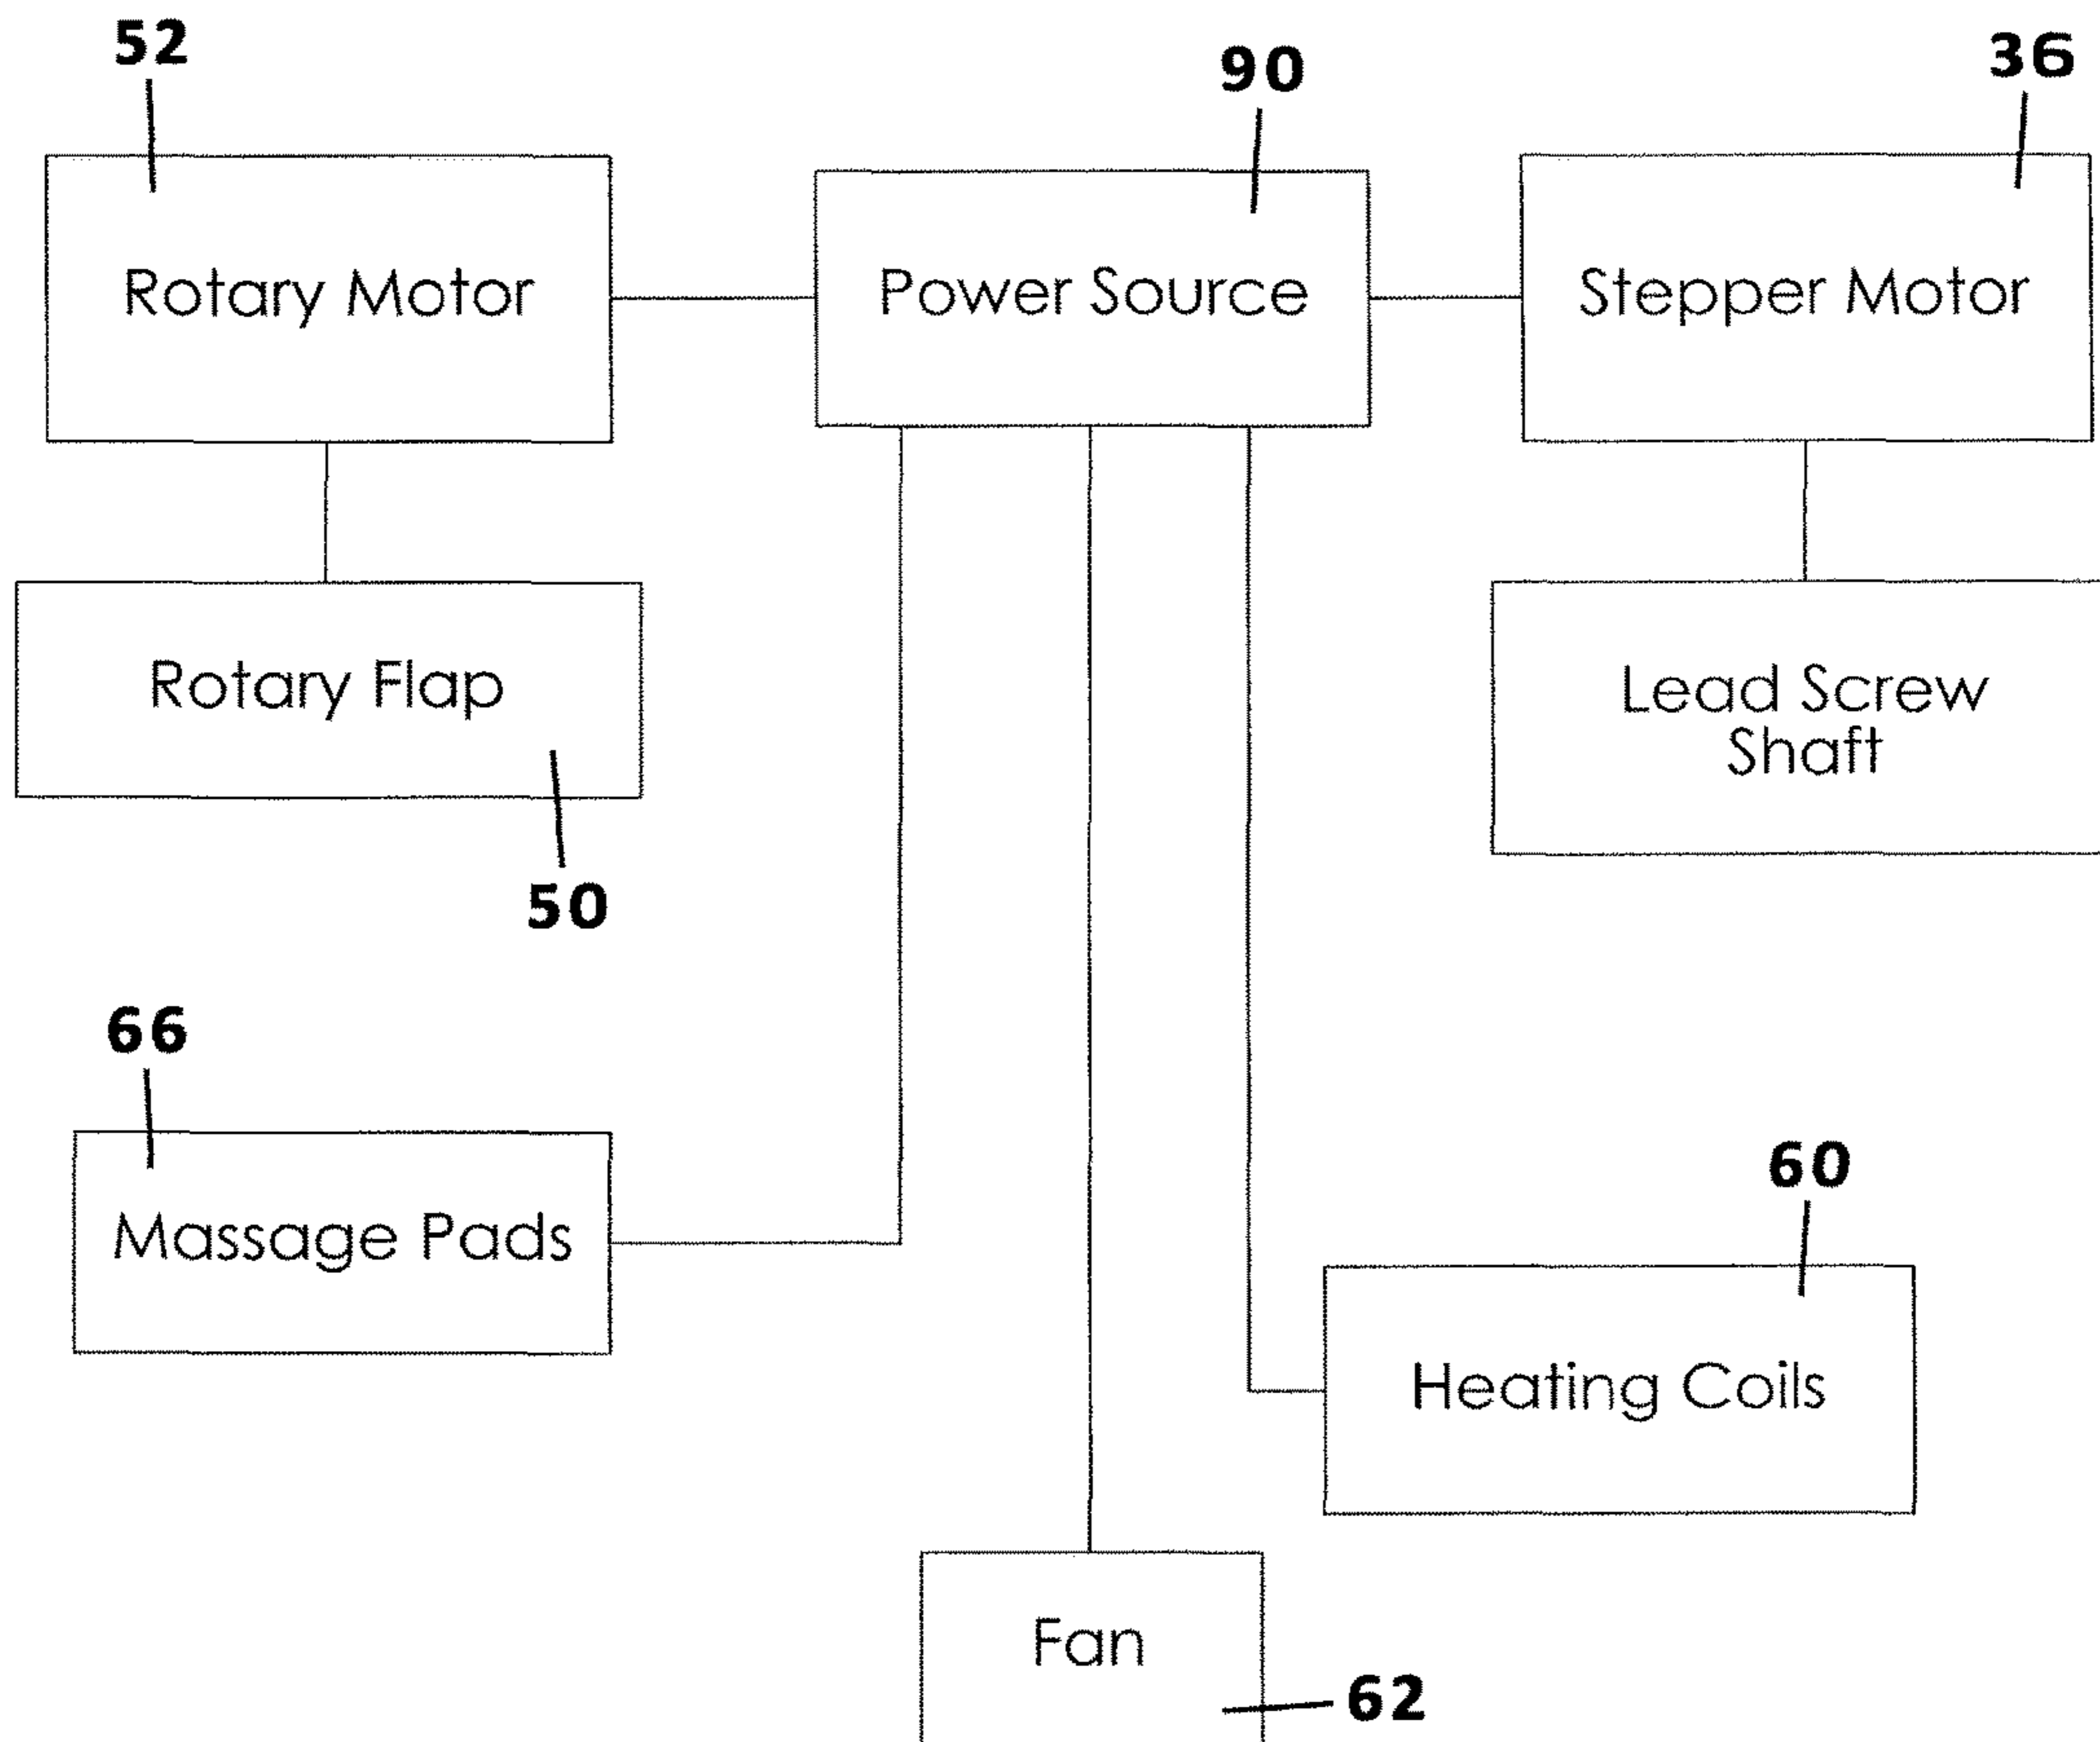 52
90
36
Rotary Motor
Power Source
Stepper Motor
Rotary Flap
Lead Screw
Shaft
50
66
60
Massage Pads
Heating Coils
Fan
62